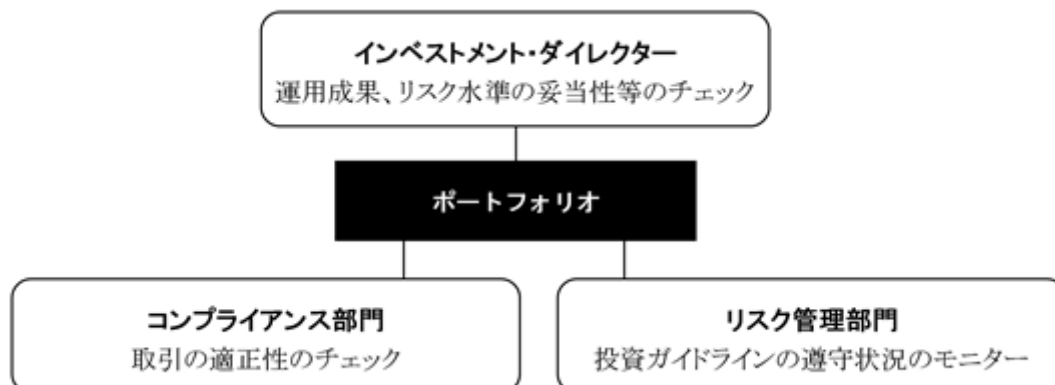 インベストメント・ダイレクター
運用成果、リスク水準の妥当性等のチェック
ポートフォリオ
コンプライアンス部門
取引の適正性のチェック
リスク管理部門
投資ガイドラインの遵守状況のモニター